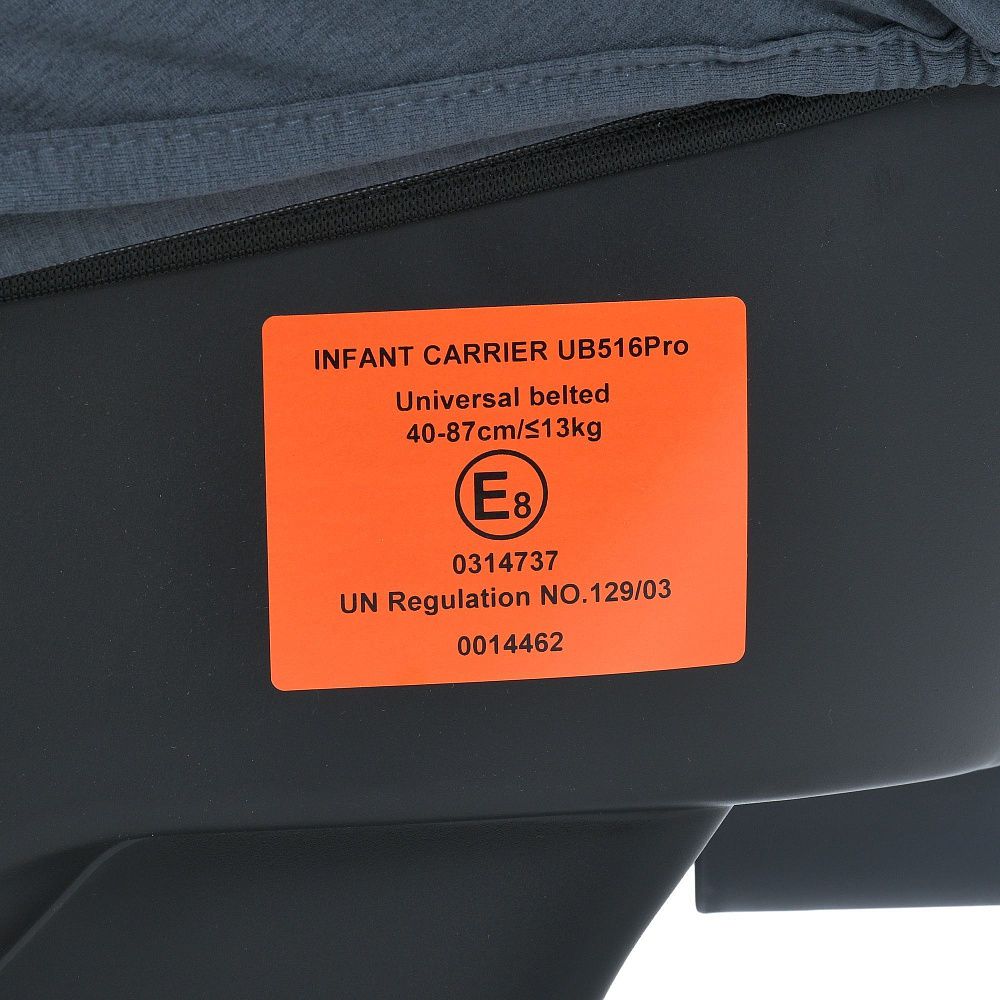 INFANT CARRIER UB516Pro
Universal belted
40-87cm/≤13kg
E8
0314737
UN Regulation NO.129/03
0014462